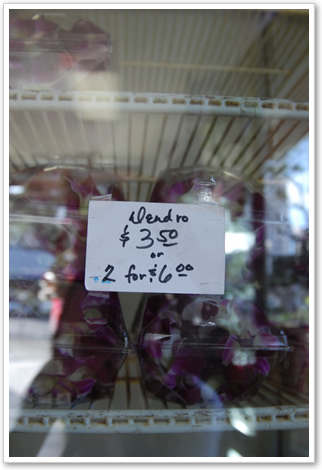 Dendro
$3.50
or
2 for $6.00